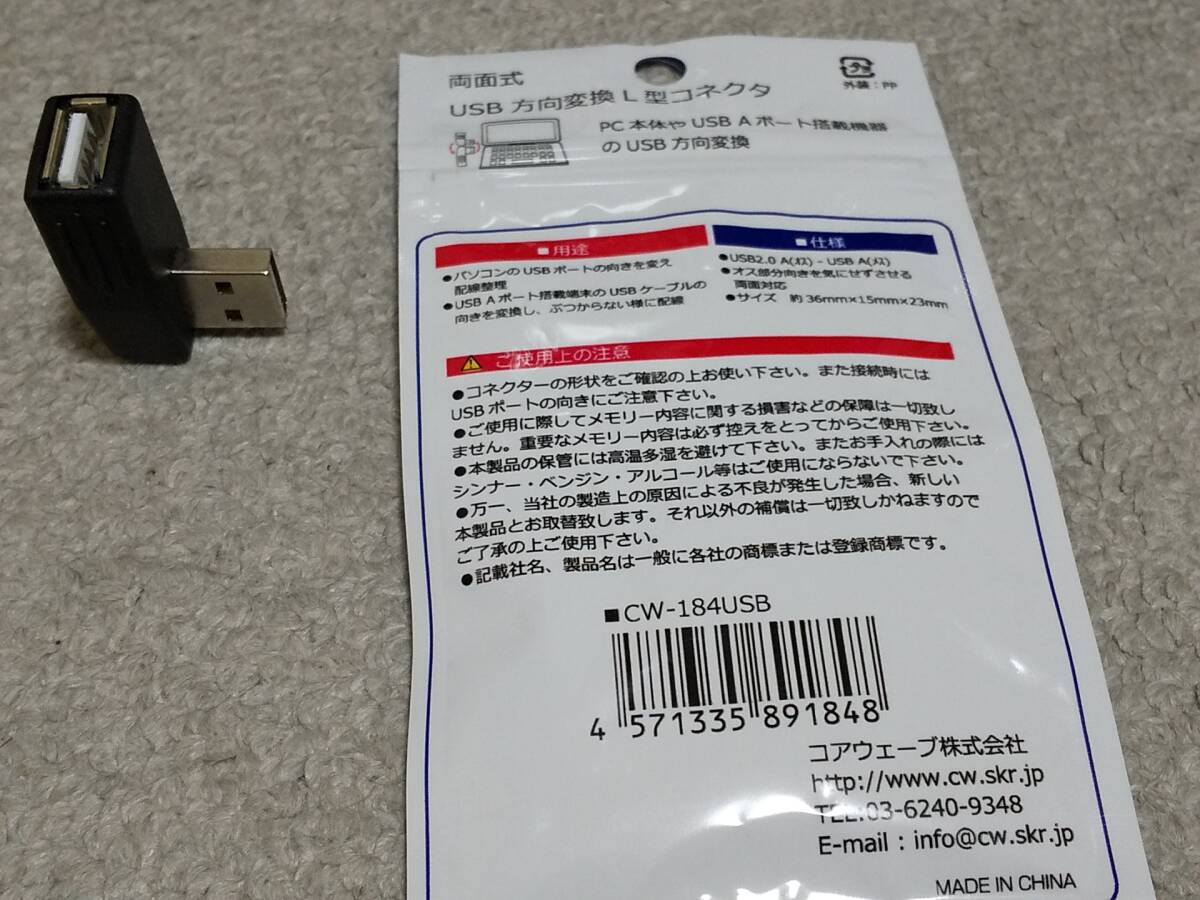 両面式
USB 方向変換 L 型コネクタ
外装：PP
PC 本体や USB A ポート搭載機器
の USB 方向変換
■用途
●パソコンの USB ポートの向きを変え
配線整理
●USB A ポート搭載端末の USB ケーブルの
向きを変換し、ぶつからない様に配線
■仕様
●USB2.0 A(ｵｽ) - USB A(ﾒｽ)
●オス部分向きを気にせずさせる
両面対応
●サイズ 約 36mm×15mm×23mm
ご使用上の注意
●コネクターの形状をご確認の上お使い下さい。また接続時には
USB ポートの向きにご注意下さい。
●ご使用に際してメモリー内容に関する損害などの保障は一切致し
ません。重要なメモリー内容は必ず控えをとってからご使用下さい。
●本製品の保管には高温多湿を避けて下さい。またお手入れの際には
シンナー・ベンジン・アルコール等はご使用にならないで下さい。
●万一、当社の製造上の原因による不良が発生した場合、新しい
本製品とお取替致します。それ以外の補償は一切致しかねますので
ご了承の上ご使用下さい。
●記載社名、製品名は一般に各社の商標または登録商標です。
■CW-184USB
4 571335 891848
コアウェーブ株式会社
http://www.cw.skr.jp
TEL:03-6240-9348
E-mail : info@cw.skr.jp
MADE IN CHINA